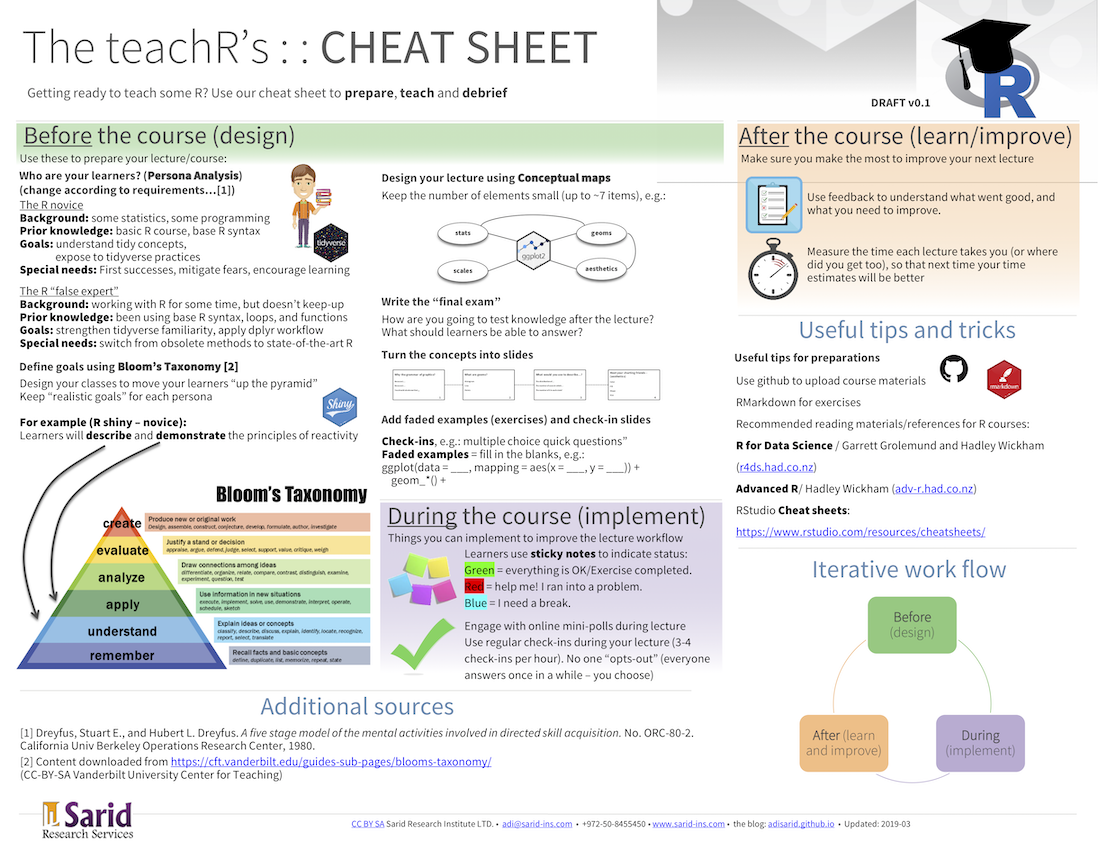 The teachR's : : CHEAT SHEET
Getting ready to teach some R? Use our cheat sheet to prepare, teach and debrief
DRAFT v0.1
R
Before the course (design)
Use these to prepare your lecture/course:
Who are your learners? (Persona Analysis)
(change according to requirements...[1])
The R novice
Background: some statistics, some programming
Prior knowledge: basic R course, base R syntax
Goals: understand tidy concepts,
expose to tidyverse practices
Special needs: First successes, mitigate fears, encourage learning
tidyverse
The R “false expert”
Background: working with R for some time, but doesn’t keep-up
Prior knowledge: been using base R syntax, loops, and functions
Goals: strengthen tidyverse familiarity, apply dplyr workflow
Special needs: switch from obsolete methods to state-of-the-art R
Define goals using Bloom’s Taxonomy [2]
Design your classes to move your learners “up the pyramid”
Keep “realistic goals” for each persona
Shiny
For example (R shiny – novice):
Learners will describe and demonstrate the principles of reactivity
Bloom’s Taxonomy
create
Produce new or original work
Design, assemble, construct, conjecture, develop, formulate, author, investigate
evaluate
Justify a stand or decision
appraise, argue, defend, judge, select, support, value, critique, weigh
analyze
Draw connections among ideas
differentiate, organize, relate, compare, contrast, distinguish, examine,
experiment, question, test
apply
Use information in new situations
execute, implement, solve, use, demonstrate, interpret, operate,
schedule, sketch
understand
Explain ideas or concepts
classify, describe, discuss, explain, identify, locate, recognize,
report, select, translate
remember
Recall facts and basic concepts
define, duplicate, list, memorize, repeat, state
Design your lecture using Conceptual maps
Keep the number of elements small (up to ~7 items), e.g.:
stats
geoms
ggplot2
scales
aesthetics
Write the “final exam”
How are you going to test knowledge after the lecture?
What should learners be able to answer?
Turn the concepts into slides
Add faded examples (exercises) and check-in slides
Check-ins, e.g.: multiple choice quick questions”
Faded examples = fill in the blanks, e.g.:
ggplot(data = ___, mapping = aes(x = ___, y = ___)) +
geom_*() +
During the course (implement)
Things you can implement to improve the lecture workflow
Learners use sticky notes to indicate status:
Green = everything is OK/Exercise completed.
Red = help me! I ran into a problem.
Blue = I need a break.
Engage with online mini-polls during lecture
Use regular check-ins during your lecture (3-4
check-ins per hour). No one “opts-out” (everyone
answers once in a while – you choose)
After the course (learn/improve)
Make sure you make the most to improve your next lecture
Use feedback to understand what went good, and
what you need to improve.
Measure the time each lecture takes you (or where
did you get too), so that next time your time
estimates will be better
Useful tips and tricks
Useful tips for preparations
Use github to upload course materials
rmarkdown
RMarkdown for exercises
Recommended reading materials/references for R courses:
R for Data Science / Garrett Grolemund and Hadley Wickham
(r4ds.had.co.nz)
Advanced R/ Hadley Wickham (adv-r.had.co.nz)
RStudio Cheat sheets:
https://www.rstudio.com/resources/cheatsheets/
Iterative work flow
Before
(design)
After (learn
and improve)
During
(implement)
Additional sources
[1] Dreyfus, Stuart E., and Hubert L. Dreyfus. A five stage model of the mental activities involved in directed skill acquisition. No. ORC-80-2.
California Univ Berkeley Operations Research Center, 1980.
[2] Content downloaded from https://cft.vanderbilt.edu/guides-sub-pages/blooms-taxonomy/
(CC-BY-SA Vanderbilt University Center for Teaching)
Sarid
Research Services
CC BY SA Sarid Research Institute LTD. • adi@sarid-ins.com • +972-50-8455450 • www.sarid-ins.com • the blog: adisarid.github.io • Updated: 2019-03